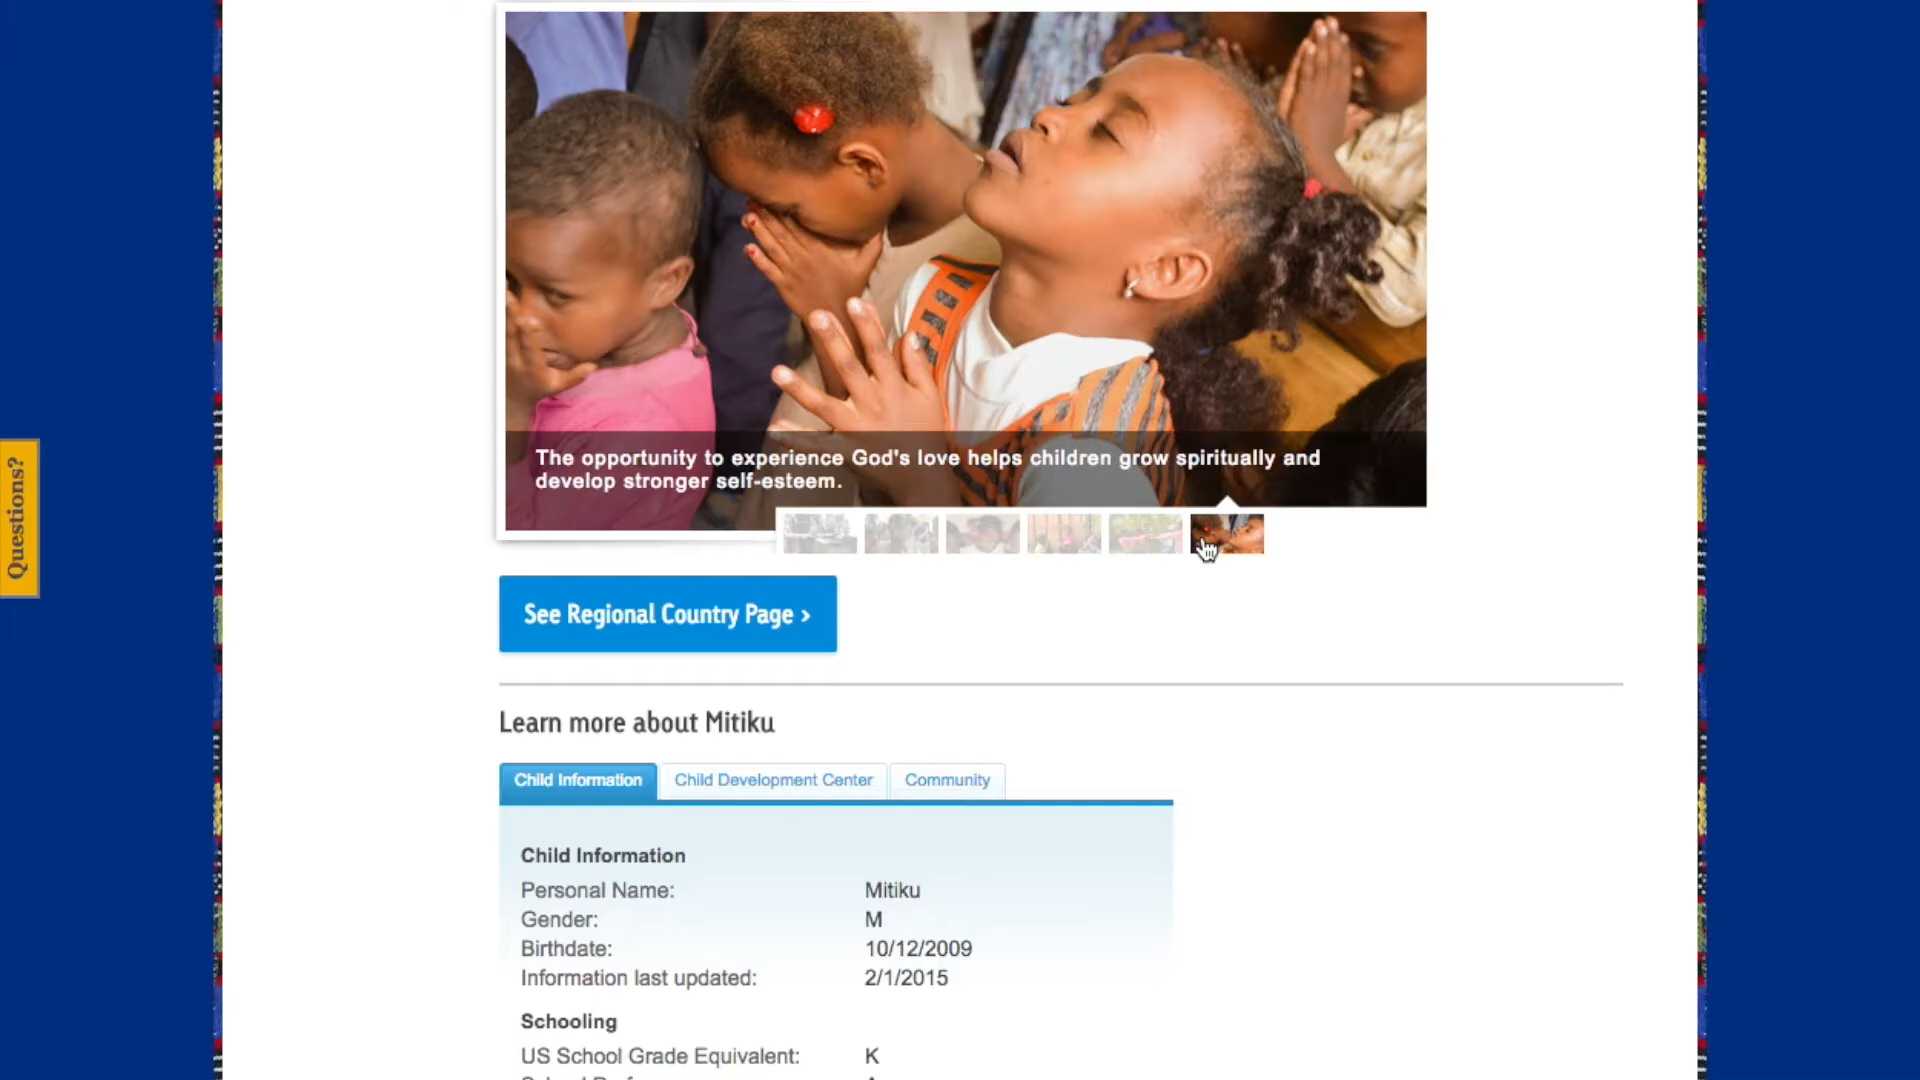 The opportunity to experience God's love helps children grow spiritually and
develop stronger self-esteem.
Questions?
See Regional Country Page >
Learn more about Mitiku
Child Information
Child Development Center
Community
Child Information
Personal Name: Mitiku
Gender: M
Birthdate: 10/12/2009
Information last updated: 2/1/2015
Schooling
US School Grade Equivalent: K